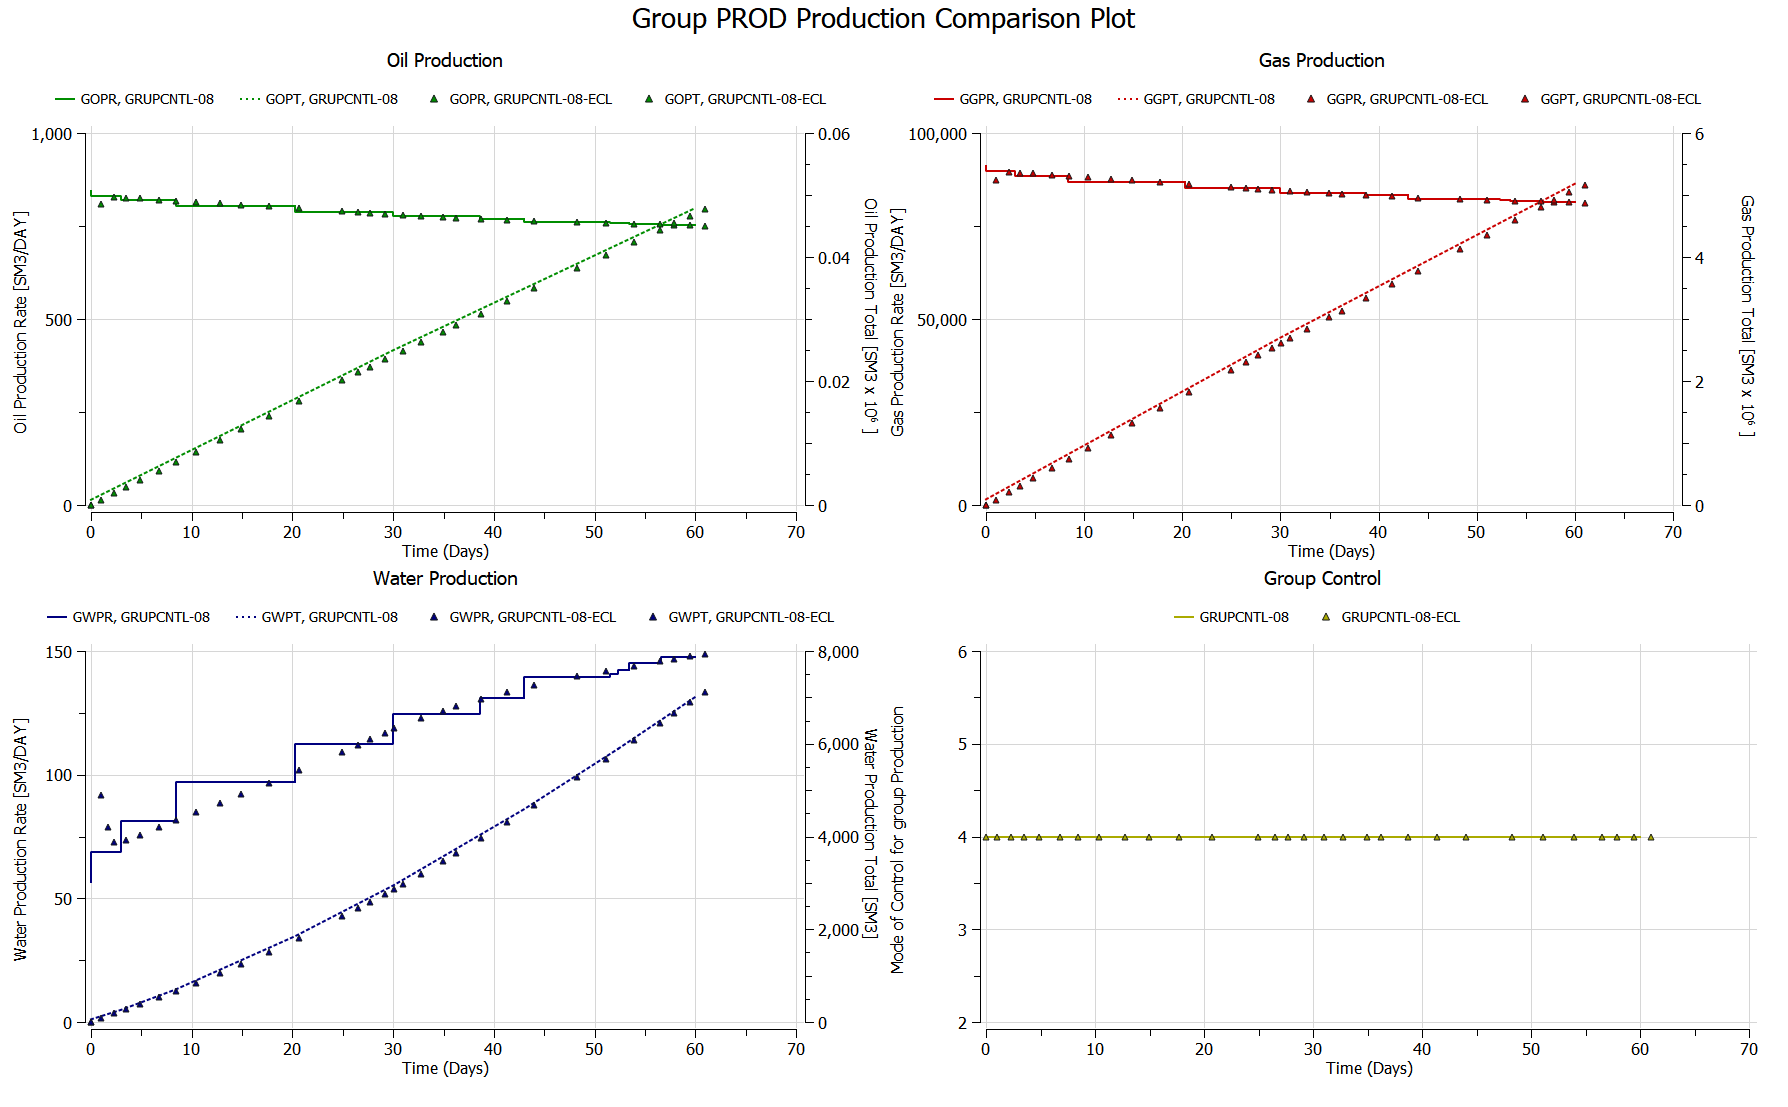 Group PROD Production Comparison Plot
Oil Production
GOPR, GRUPCNTL-08 GOPT, GRUPCNTL-08 GOPR, GRUPCNTL-08-ECL GOPT, GRUPCNTL-08-ECL
1,000
500
0
Oil Production Rate [SM3/DAY]
0.06
0.04
0.02
0
Oil Production Total [SM3 x 10⁶ ]
0 10 20 30 40 50 60 70
Time (Days)
Gas Production
GGPR, GRUPCNTL-08 GGPT, GRUPCNTL-08 GGPR, GRUPCNTL-08-ECL GGPT, GRUPCNTL-08-ECL
100,000
50,000
0
Gas Production Rate [SM3/DAY]
6
4
2
0
Gas Production Total [SM3 x 10⁶ ]
0 10 20 30 40 50 60 70
Time (Days)
Water Production
GWPR, GRUPCNTL-08 GWPT, GRUPCNTL-08 GWPR, GRUPCNTL-08-ECL GWPT, GRUPCNTL-08-ECL
150
100
50
0
Water Production Rate [SM3/DAY]
8,000
6,000
4,000
2,000
0
Water Production Total [SM3]
0 10 20 30 40 50 60 70
Time (Days)
Group Control
GRUPCNTL-08 GRUPCNTL-08-ECL
6
5
4
3
2
Mode of Control for group Production
0 10 20 30 40 50 60 70
Time (Days)